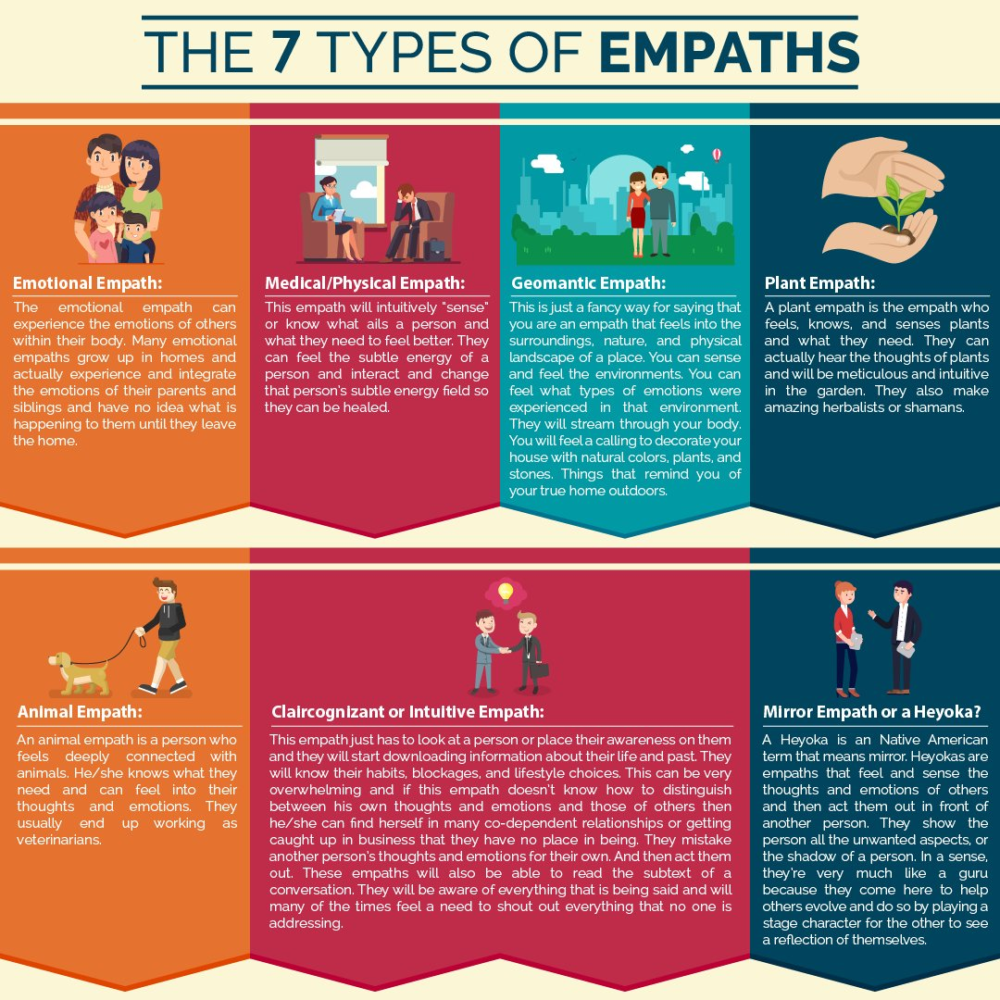 THE 7 TYPES OF EMPATHS
Emotional Empath:
The emotional empath can
experience the emotions of others
within their body. Many emotional
empaths grow up in homes and
actually experience and integrate
the emotions of their parents and
siblings and have no idea what is
happening to them until they leave
the home.
Medical/Physical Empath:
This empath will intuitively "sense"
or know what ails a person and
what they need to feel better. They
can feel the subtle energy of a
person and interact and change
that person's subtle energy field so
they can be healed.
Geomantic Empath:
This is just a fancy way for saying that
you are an empath that feels into the
surroundings, nature, and physical
landscape of a place. You can sense
and feel the environments. You can
feel what types of emotions were
experienced in that environment.
They will stream through your body.
You will feel a calling to decorate your
house with natural colors, plants, and
stones. Things that remind you of
your true home outdoors.
Plant Empath:
A plant empath is the empath who
feels, knows, and senses plants
and what they need. They can
actually hear the thoughts of plants
and will be meticulous and intuitive
in the garden. They also make
amazing herbalists or shamans.
Animal Empath:
An animal empath is a person who
feels deeply connected with
animals. He/she knows what they
need and can feel into their
thoughts and emotions. They
usually end up working as
veterinarians.
Claircognizant or Intuitive Empath:
This empath just has to look at a person or place their awareness on them
and they will start downloading information about their life and past. They
will know their habits, blockages, and lifestyle choices. This can be very
overwhelming and if this empath doesn't know how to distinguish
between his own thoughts and emotions and those of others then
he/she can find herself in many co-dependent relationships or getting
caught up in business that they have no place in being. They mistake
another person's thoughts and emotions for their own. And then act them
out. These empaths will also be able to read the subtext of a
conversation. They will be aware of everything that is being said and will
many of the times feel a need to shout out everything that no one is
addressing.
Mirror Empath or a Heyoka?
A Heyoka is an Native American
term that means mirror. Heyokas are
empaths that feel and sense the
thoughts and emotions of others
and then act them out in front of
another person. They show the
person all the unwanted aspects, or
the shadow of a person. In a sense,
they're very much like a guru
because they come here to help
others evolve and do so by playing a
stage character for the other to see
a reflection of themselves.